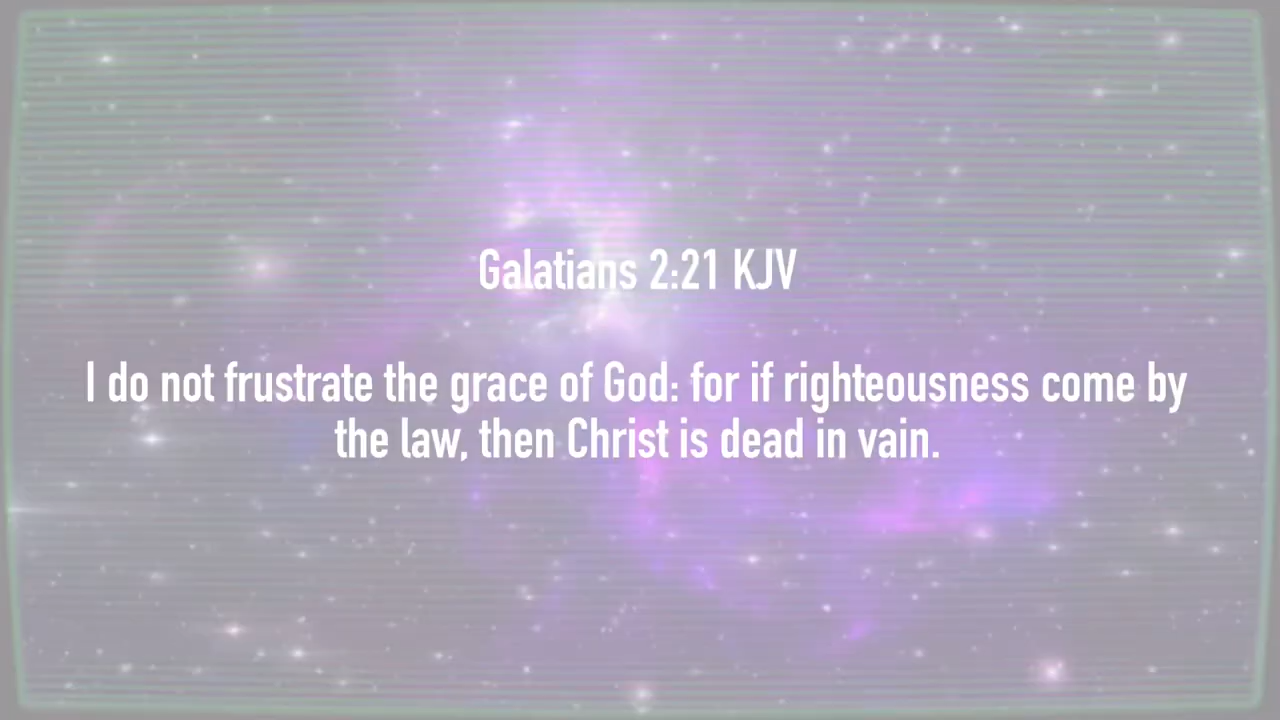 Galatians 2:21 KJV
I do not frustrate the grace of God: for if righteousness come by
the law, then Christ is dead in vain.